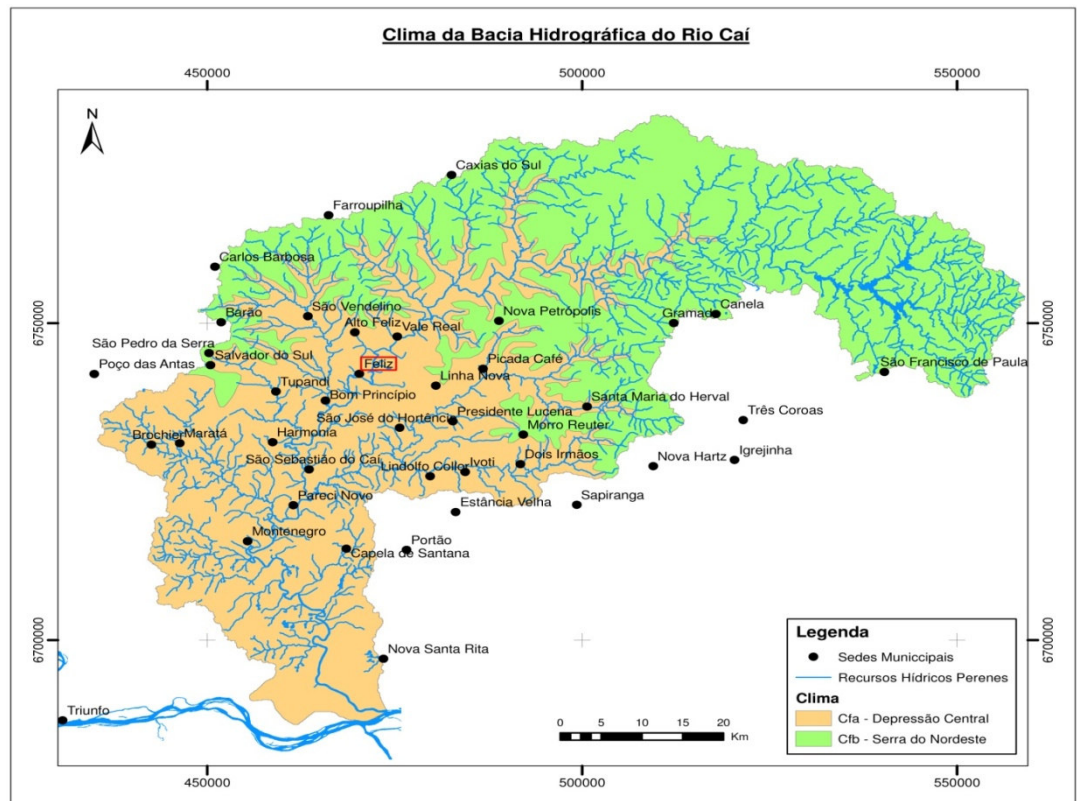 Clima da Bacia Hidrográfica do Rio Caí
450000
500000
550000
N
Caxias do Sul
Farroupilha
Carlos Barbosa
Barão
São Vendelino
Alto Feliz
Vale Real
Nova Petrópolis
Gramado
Canela
6750000
6750000
São Pedro da Serra
Salvador do Sul
Poço das Antas
Feliz
Picada Café
São Francisco de Paula
Tupandi
Linha Nova
Bom Princípio
Santa Maria do Herval
São José do Hortêncio
Presidente Lucena
Três Coroas
Brochier
Maratá
Harmonia
Morro Reuter
São Sebastião do Caí
Lindolfo Collor
Ivoti
Dois Irmãos
Nova Hartz
Igrejinha
Pareci Novo
Estância Velha
Sapiranga
Montenegro
Capela de Santana
Portão
6700000
6700000
Nova Santa Rita
Triunfo
Legenda
Sedes Municcipais
Recursos Hídricos Perenes
Clima
Cfa - Depressão Central
Cfb - Serra do Nordeste
0 5 10 15 20
Km
450000
500000
550000